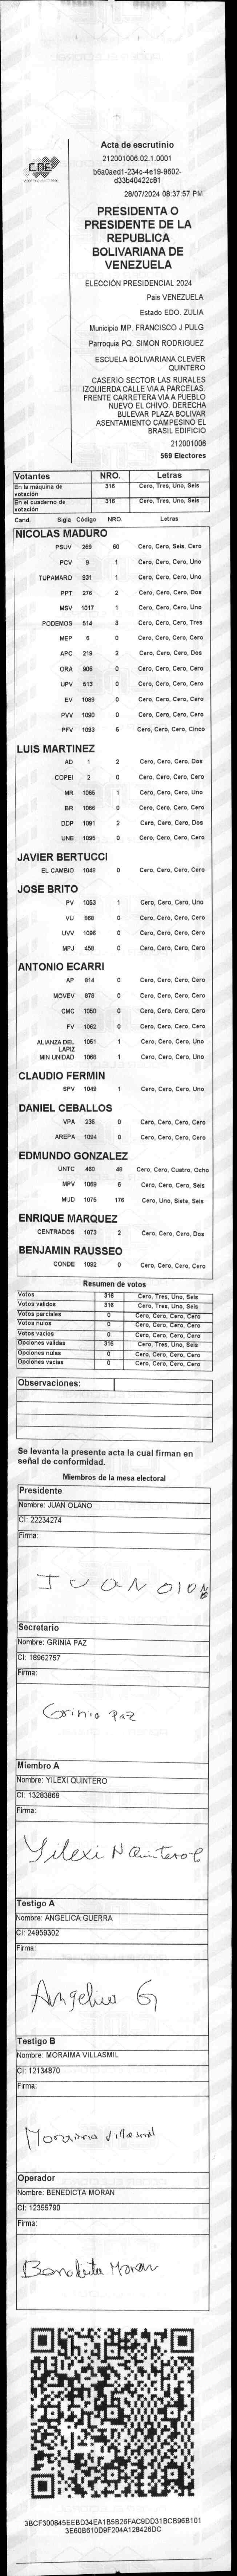 CNE
Acta de escrutinio
212001006.02.1.0001
b6a0aed1-234c-4e19-9602-
d33b40422c81
28/07/2024 08:37:57 PM
PRESIDENTA O
PRESIDENTE DE LA
REPUBLICA
BOLIVARIANA DE
VENEZUELA
ELECCIÓN PRESIDENCIAL 2024
País VENEZUELA
Estado EDO. ZULIA
Municipio MP. FRANCISCO J PULG
Parroquia PQ. SIMON RODRIGUEZ
ESCUELA BOLIVARIANA CLEVER
QUINTERO
CASERIO SECTOR LAS RURALES
IZQUIERDA CALLE VIA A PARCELAS.
FRENTE CARRETERA VIA A PUEBLO
NUEVO EL CHIVO. DERECHA
BULEVAR PLAZA BOLIVAR
ASENTAMIENTO CAMPESINO EL
BRASIL EDIFICIO
212001006
569 Electores
Votantes NRO. Letras
En la máquina de votación 316 Cero, Tres, Uno, Seis
En el cuaderno de votación 316 Cero, Tres, Uno, Seis
Cand. Sigla Código NRO. Letras
NICOLAS MADURO
PSUV 269 60 Cero, Cero, Seis, Cero
PCV 9 1 Cero, Cero, Cero, Uno
TUPAMARO 931 1 Cero, Cero, Cero, Uno
PPT 276 2 Cero, Cero, Cero, Dos
MSV 1017 1 Cero, Cero, Cero, Uno
PODEMOS 514 3 Cero, Cero, Cero, Tres
MEP 6 0 Cero, Cero, Cero, Cero
APC 219 2 Cero, Cero, Cero, Dos
ORA 906 0 Cero, Cero, Cero, Cero
UPV 513 0 Cero, Cero, Cero, Cero
EV 1089 0 Cero, Cero, Cero, Cero
PVV 1090 0 Cero, Cero, Cero, Cero
PFV 1093 5 Cero, Cero, Cero, Cinco
LUIS MARTINEZ
AD 1 2 Cero, Cero, Cero, Dos
COPEI 2 0 Cero, Cero, Cero, Cero
MR 1065 1 Cero, Cero, Cero, Uno
BR 1066 0 Cero, Cero, Cero, Cero
DDP 1091 2 Cero, Cero, Cero, Dos
UNE 1095 0 Cero, Cero, Cero, Cero
JAVIER BERTUCCI
EL CAMBIO 1048 0 Cero, Cero, Cero, Cero
JOSE BRITO
PV 1053 1 Cero, Cero, Cero, Uno
VU 868 0 Cero, Cero, Cero, Cero
UVV 1096 0 Cero, Cero, Cero, Cero
MPJ 456 0 Cero, Cero, Cero, Cero
ANTONIO ECARRI
AP 814 0 Cero, Cero, Cero, Cero
MOVEV 878 0 Cero, Cero, Cero, Cero
CMC 1050 0 Cero, Cero, Cero, Cero
FV 1062 0 Cero, Cero, Cero, Cero
ALIANZA DEL LAPIZ 1061 1 Cero, Cero, Cero, Uno
MIN UNIDAD 1068 1 Cero, Cero, Cero, Uno
CLAUDIO FERMIN
SPV 1049 1 Cero, Cero, Cero, Uno
DANIEL CEBALLOS
VPA 236 0 Cero, Cero, Cero, Cero
AREPA 1094 0 Cero, Cero, Cero, Cero
EDMUNDO GONZALEZ
UNTC 460 48 Cero, Cero, Cuatro, Ocho
MPV 1069 6 Cero, Cero, Cero, Seis
MUD 1075 176 Cero, Uno, Siete, Seis
ENRIQUE MARQUEZ
CENTRADOS 1073 2 Cero, Cero, Cero, Dos
BENJAMIN RAUSSEO
CONDE 1092 0 Cero, Cero, Cero, Cero
Resumen de votos
Votos 316 Cero, Tres, Uno, Seis
Votos validos 316 Cero, Tres, Uno, Seis
Votos parciales 0 Cero, Cero, Cero, Cero
Votos nulos 0 Cero, Cero, Cero, Cero
Votos vacios 0 Cero, Cero, Cero, Cero
Opciones validas 316 Cero, Tres, Uno, Seis
Opciones nulas 0 Cero, Cero, Cero, Cero
Opciones vacias 0 Cero, Cero, Cero, Cero
Observaciones:
Se levanta la presente acta la cual firman en
señal de conformidad.
Miembros de la mesa electoral
Presidente
Nombre: JUAN OLANO
CI: 22234274
Firma:
JUAN OlAN
Secretario
Nombre: GRINIA PAZ
CI: 18962757
Firma:
Grinia Paz
Miembro A
Nombre: YILEXI QUINTERO
CI: 13283869
Firma:
Yilexi N Quintero
Testigo A
Nombre: ANGELICA GUERRA
CI: 24959302
Firma:
Angelica G
Testigo B
Nombre: MORAIMA VILLASMIL
CI: 12134870
Firma:
Moraima Villasmil
Operador
Nombre: BENEDICTA MORAN
CI: 12355790
Firma:
Benedicta Moran
3BCF300845EEBD34EA1B5B26FAC9DD31BCB96B101
3E60B610D9F204A128426DC